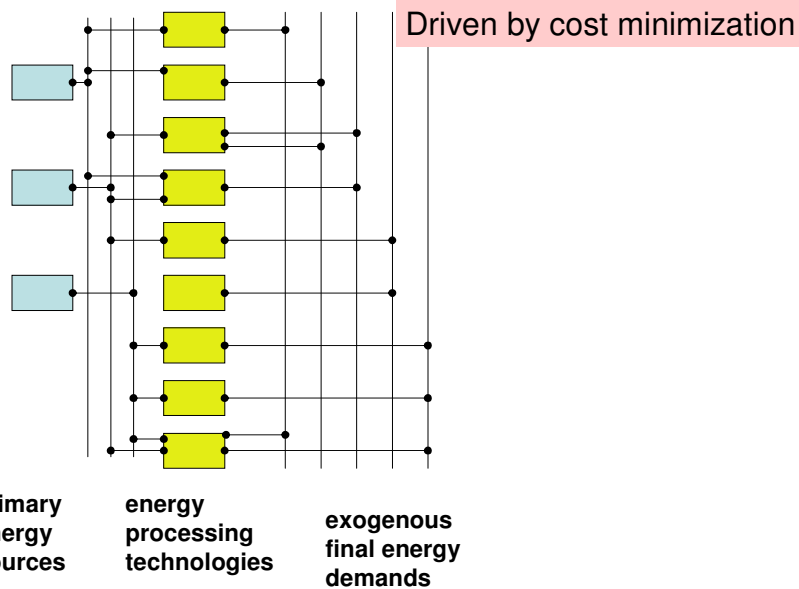 Driven by cost minimization
imary
ergy
ources
energy
processing
technologies
exogenous
final energy
demands